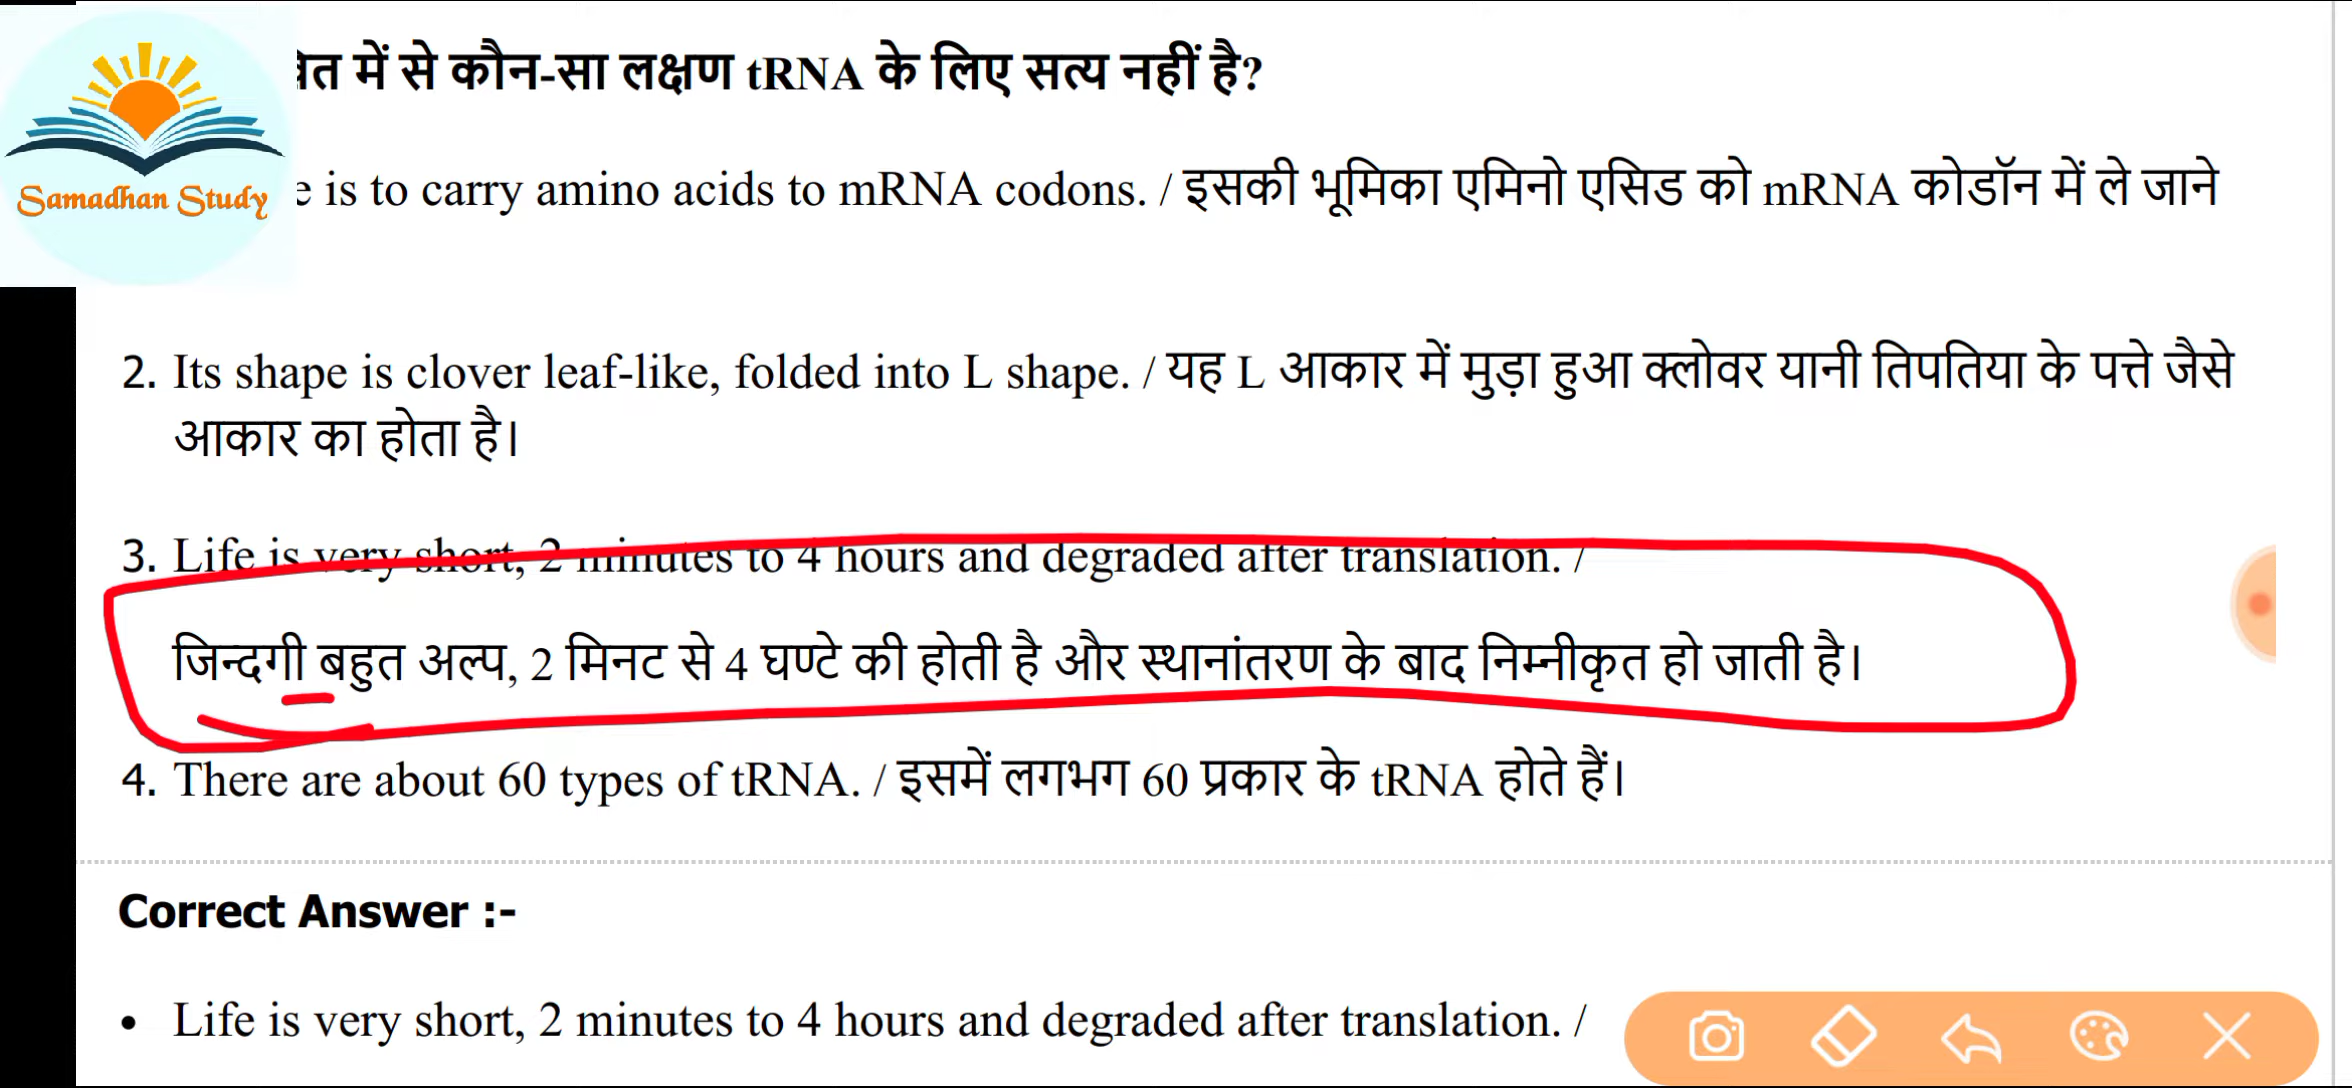 में से कौन-सा लक्षण tRNA के लिए सत्य नहीं है?
Samadhan Study
is to carry amino acids to mRNA codons. / इसकी भूमिका एमिनो एसिड को mRNA कोडॉन में ले जाने
2. Its shape is clover leaf-like, folded into L shape. / यह L आकार में मुड़ा हुआ क्लोवर यानी तिपतिया के पत्ते जैसे
आकार का होता है।
3. Life is very short, 2 minutes to 4 hours and degraded after translation. /
जिन्दगी बहुत अल्प, 2 मिनट से 4 घण्टे की होती है और स्थानांतरण के बाद निम्नीकृत हो जाती है।
4. There are about 60 types of tRNA. / इसमें लगभग 60 प्रकार के tRNA होते हैं।
Correct Answer :-
• Life is very short, 2 minutes to 4 hours and degraded after translation. /